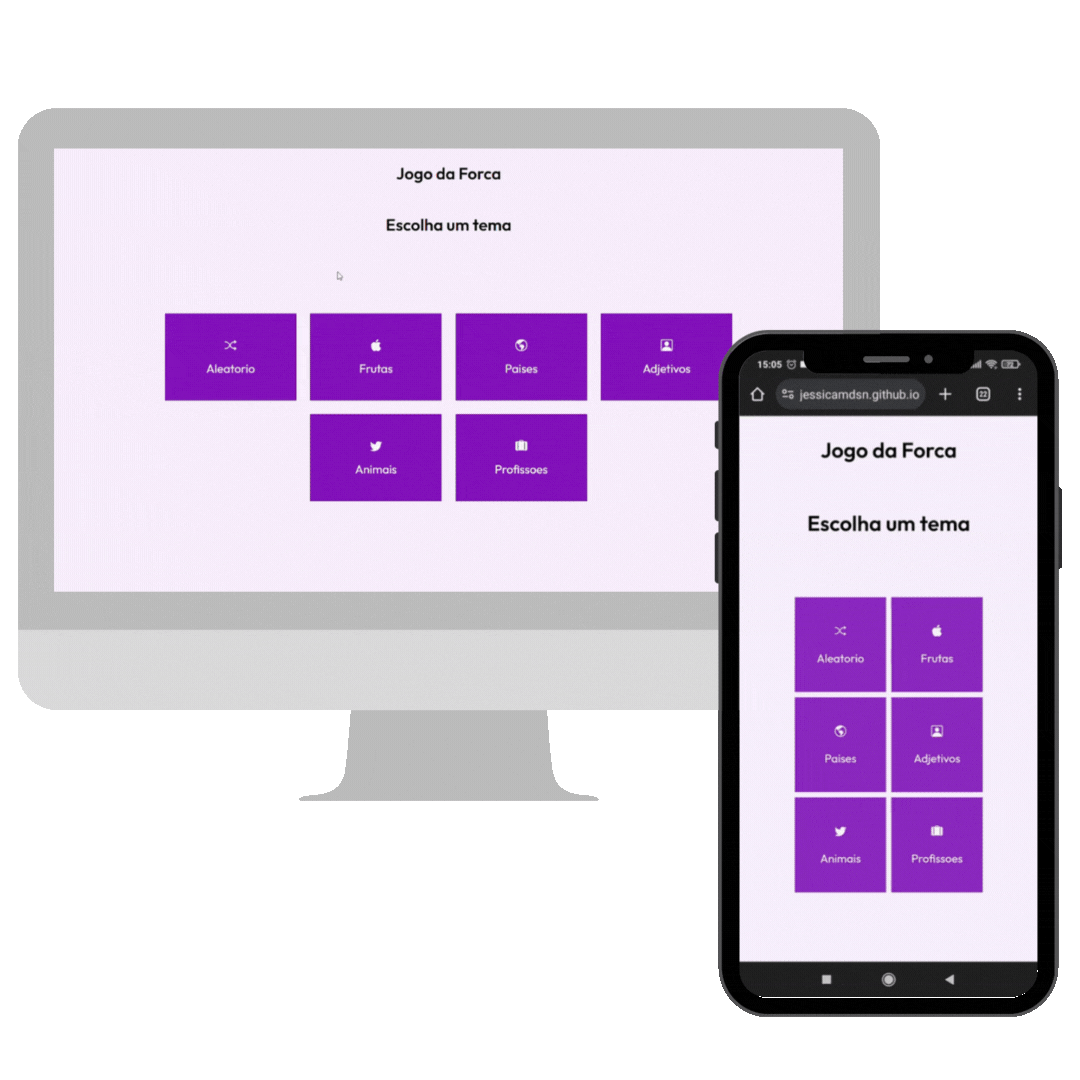 Jogo da Forca
Escolha um tema
Aleatorio
Frutas
Paises
Adjetivos
Animais
Profissoes
15:05
jessicamdsn.github.io
22
Jogo da Forca
Escolha um tema
Aleatorio
Frutas
Paises
Adjetivos
Animais
Profissoes